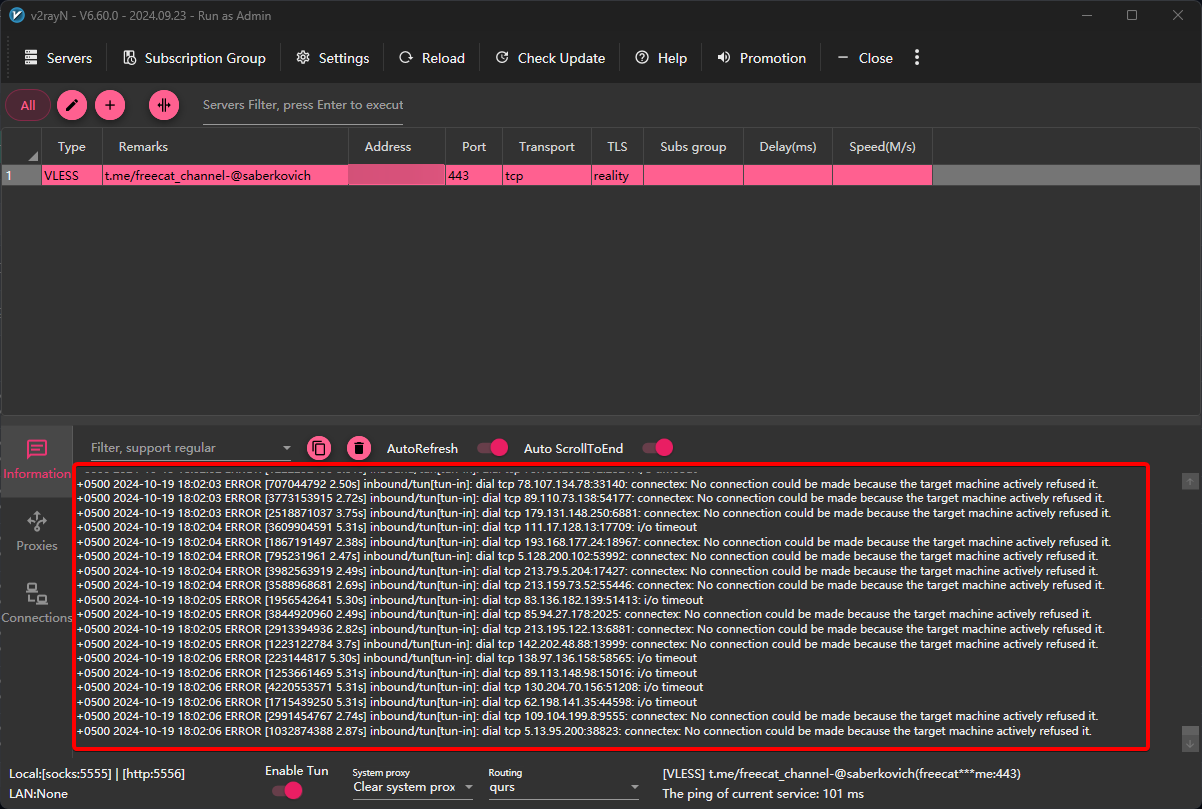 v2rayN - V6.60.0 - 2024.09.23 - Run as Admin
Servers Subscription Group Settings Reload Check Update Help Promotion Close
All Servers Filter, press Enter to execut
Type Remarks Address Port Transport TLS Subs group Delay(ms) Speed(M/s)
1 VLESS t.me/freecat_channel-@saberkovich 443 tcp reality
Filter, support regular AutoRefresh Auto ScrollToEnd
Information
Proxies
Connections
+0500 2024-10-19 18:02:03 ERROR [707044792 2.50s] inbound/tun[tun-in]: dial tcp 78.107.134.78:33140: connectex: No connection could be made because the target machine actively refused it.
+0500 2024-10-19 18:02:03 ERROR [3773153915 2.72s] inbound/tun[tun-in]: dial tcp 89.110.73.138:54177: connectex: No connection could be made because the target machine actively refused it.
+0500 2024-10-19 18:02:03 ERROR [2518871037 3.75s] inbound/tun[tun-in]: dial tcp 179.131.148.250:6881: connectex: No connection could be made because the target machine actively refused it.
+0500 2024-10-19 18:02:04 ERROR [3609904591 5.31s] inbound/tun[tun-in]: dial tcp 111.17.128.13:17709: i/o timeout
+0500 2024-10-19 18:02:04 ERROR [1867191497 2.38s] inbound/tun[tun-in]: dial tcp 193.168.177.24:18967: connectex: No connection could be made because the target machine actively refused it.
+0500 2024-10-19 18:02:04 ERROR [795231961 2.47s] inbound/tun[tun-in]: dial tcp 5.128.200.102:53992: connectex: No connection could be made because the target machine actively refused it.
+0500 2024-10-19 18:02:04 ERROR [3982563919 2.49s] inbound/tun[tun-in]: dial tcp 213.79.5.204:17427: connectex: No connection could be made because the target machine actively refused it.
+0500 2024-10-19 18:02:04 ERROR [3588968681 2.69s] inbound/tun[tun-in]: dial tcp 213.159.73.52:55446: connectex: No connection could be made because the target machine actively refused it.
+0500 2024-10-19 18:02:05 ERROR [1956542641 5.30s] inbound/tun[tun-in]: dial tcp 83.136.182.139:51413: i/o timeout
+0500 2024-10-19 18:02:05 ERROR [3844920960 2.77s] inbound/tun[tun-in]: dial tcp 85.94.27.178:2025: connectex: No connection could be made because the target machine actively refused it.
+0500 2024-10-19 18:02:05 ERROR [2913394936 2.82s] inbound/tun[tun-in]: dial tcp 213.195.122.13:6881: connectex: No connection could be made because the target machine actively refused it.
+0500 2024-10-19 18:02:05 ERROR [1223122784 3.7s] inbound/tun[tun-in]: dial tcp 142.202.48.88:13999: connectex: No connection could be made because the target machine actively refused it.
+0500 2024-10-19 18:02:06 ERROR [223144817 5.30s] inbound/tun[tun-in]: dial tcp 138.97.136.158:58565: i/o timeout
+0500 2024-10-19 18:02:06 ERROR [1253661469 5.31s] inbound/tun[tun-in]: dial tcp 89.113.148.98:15016: i/o timeout
+0500 2024-10-19 18:02:06 ERROR [4220553571 5.31s] inbound/tun[tun-in]: dial tcp 130.204.70.156:51208: i/o timeout
+0500 2024-10-19 18:02:06 ERROR [1715439250 5.31s] inbound/tun[tun-in]: dial tcp 62.198.141.35:44598: i/o timeout
+0500 2024-10-19 18:02:06 ERROR [2991454767 2.74s] inbound/tun[tun-in]: dial tcp 109.104.199.8:9555: connectex: No connection could be made because the target machine actively refused it.
+0500 2024-10-19 18:02:06 ERROR [1032874388 2.87s] inbound/tun[tun-in]: dial tcp 5.13.95.200:38823: connectex: No connection could be made because the target machine actively refused it.
Local:[socks:5555] | [http:5556]
LAN:None
Enable Tun
System proxy
Clear system prox
Routing
qurs
[VLESS] t.me/freecat_channel-@saberkovich(freecat***me:443)
The ping of current service: 101 ms